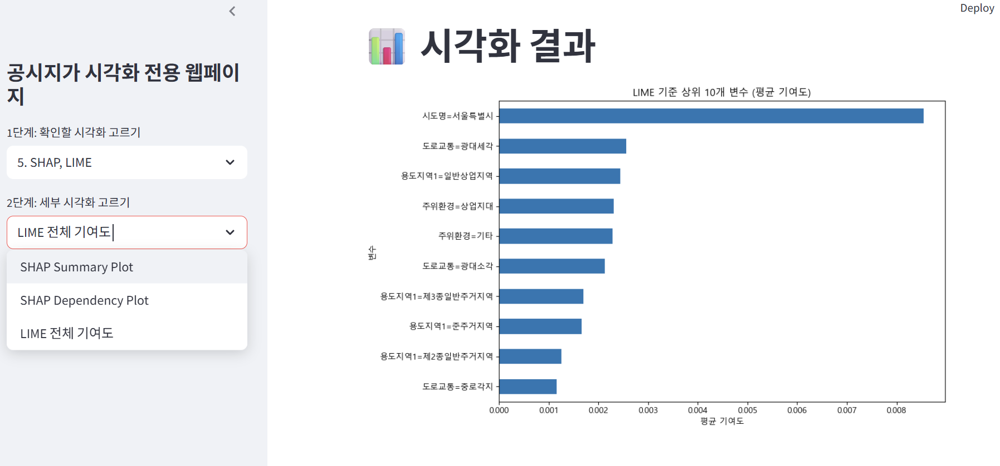 공시지가 시각화 전용 웹페이
지
1단계: 확인할 시각화 고르기
5. SHAP, LIME
2단계: 세부 시각화 고르기
LIME 전체 기여도
SHAP Summary Plot
SHAP Dependency Plot
LIME 전체 기여도
Deploy
시각화 결과
LIME 기준 상위 10개 변수 (평균 기여도)
변수
시도명=서울특별시
도로교통=광대세각
용도지역1=일반상업지역
주위환경=상업지대
주위환경=기타
도로교통=광대소각
용도지역1=제3종일반주거지역
용도지역1=준주거지역
용도지역1=제2종일반주거지역
도로교통=중로각지
0.000 0.001 0.002 0.003 0.004 0.005 0.006 0.007 0.008
평균 기여도